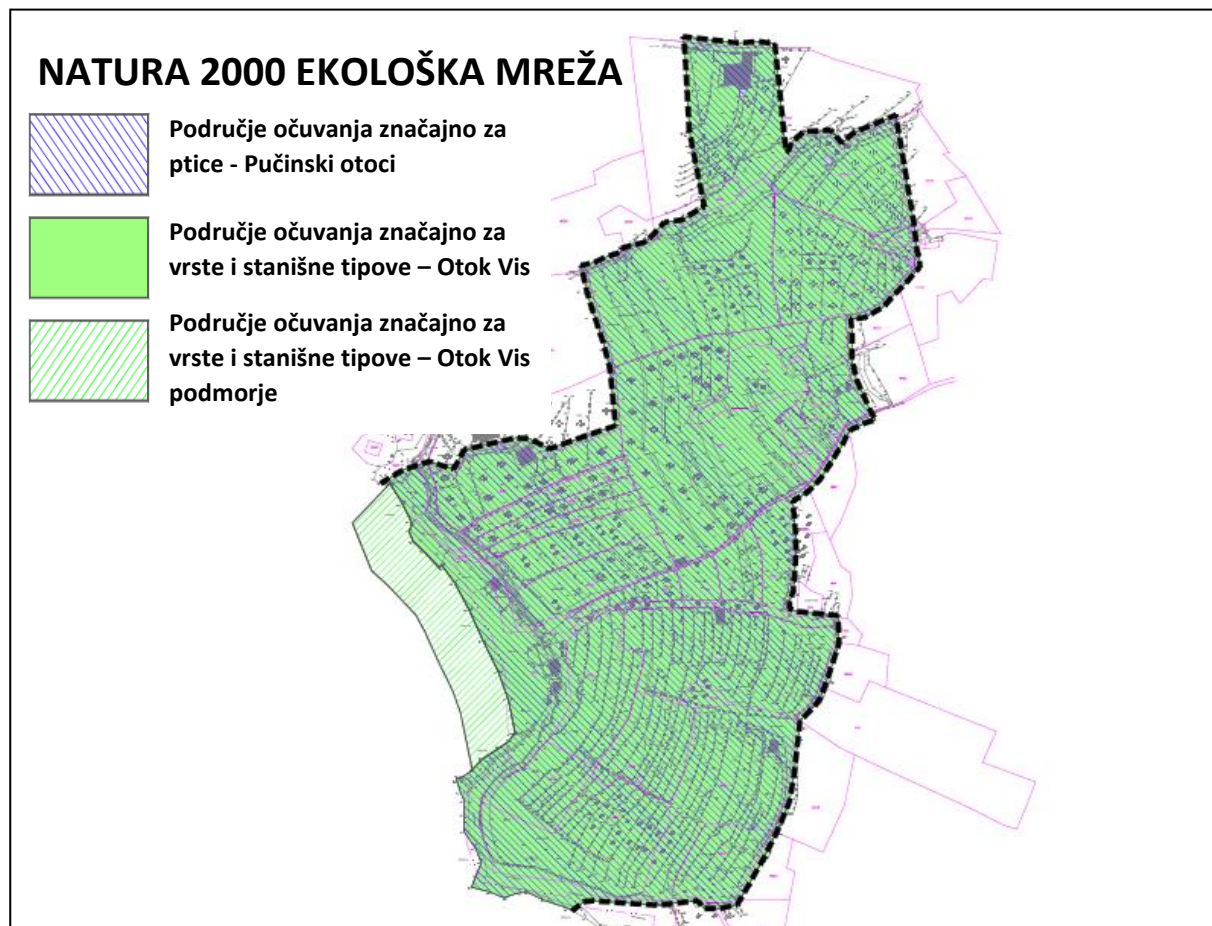 NATURA 2000 EKOLOŠKA MREŽA
Područje očuvanja značajno za
ptice - Pučinski otoci
Područje očuvanja značajno za
vrste i stanišne tipove – Otok Vis
Područje očuvanja značajno za
vrste i stanišne tipove – Otok Vis
podmorje